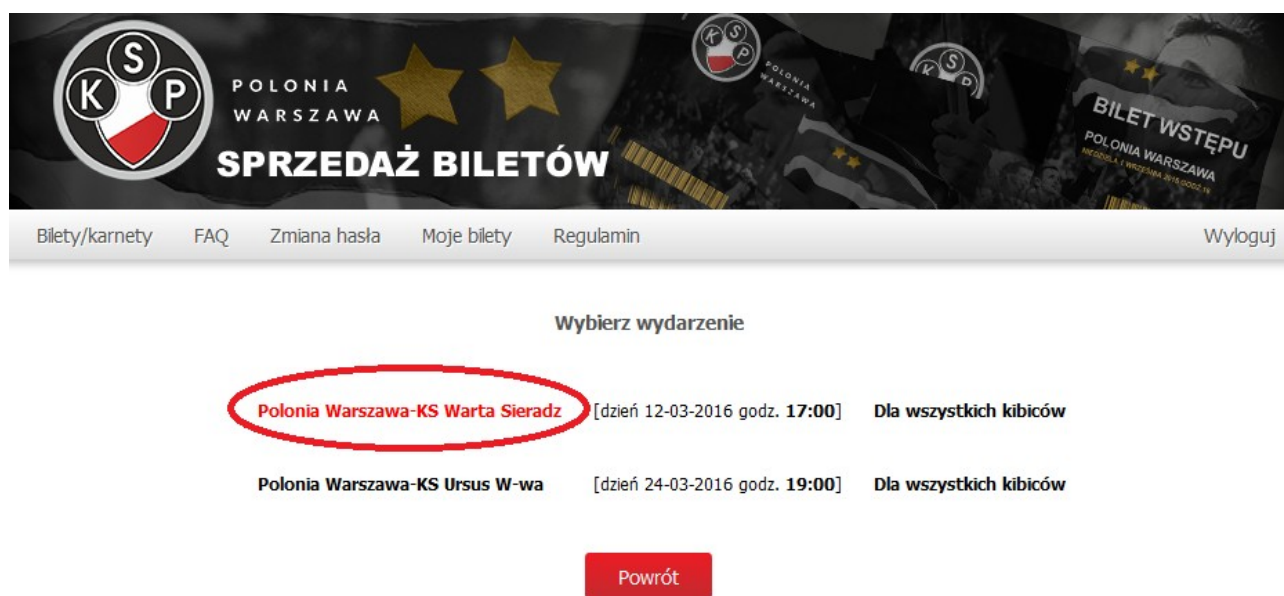 K S P
POLONIA
WARSZAWA
SPRZEDAŻ BILETÓW
K S P
POLONIA
WARSZAWA
K S P
BILET WSTĘPU
POLONIA WARSZAWA
Bilety/karnety FAQ Zmiana hasła Moje bilety Regulamin Wyloguj
Wybierz wydarzenie
Polonia Warszawa-KS Warta Sieradz [dzień 12-03-2016 godz. 17:00] Dla wszystkich kibiców
Polonia Warszawa-KS Ursus W-wa [dzień 24-03-2016 godz. 19:00] Dla wszystkich kibiców
Powrót